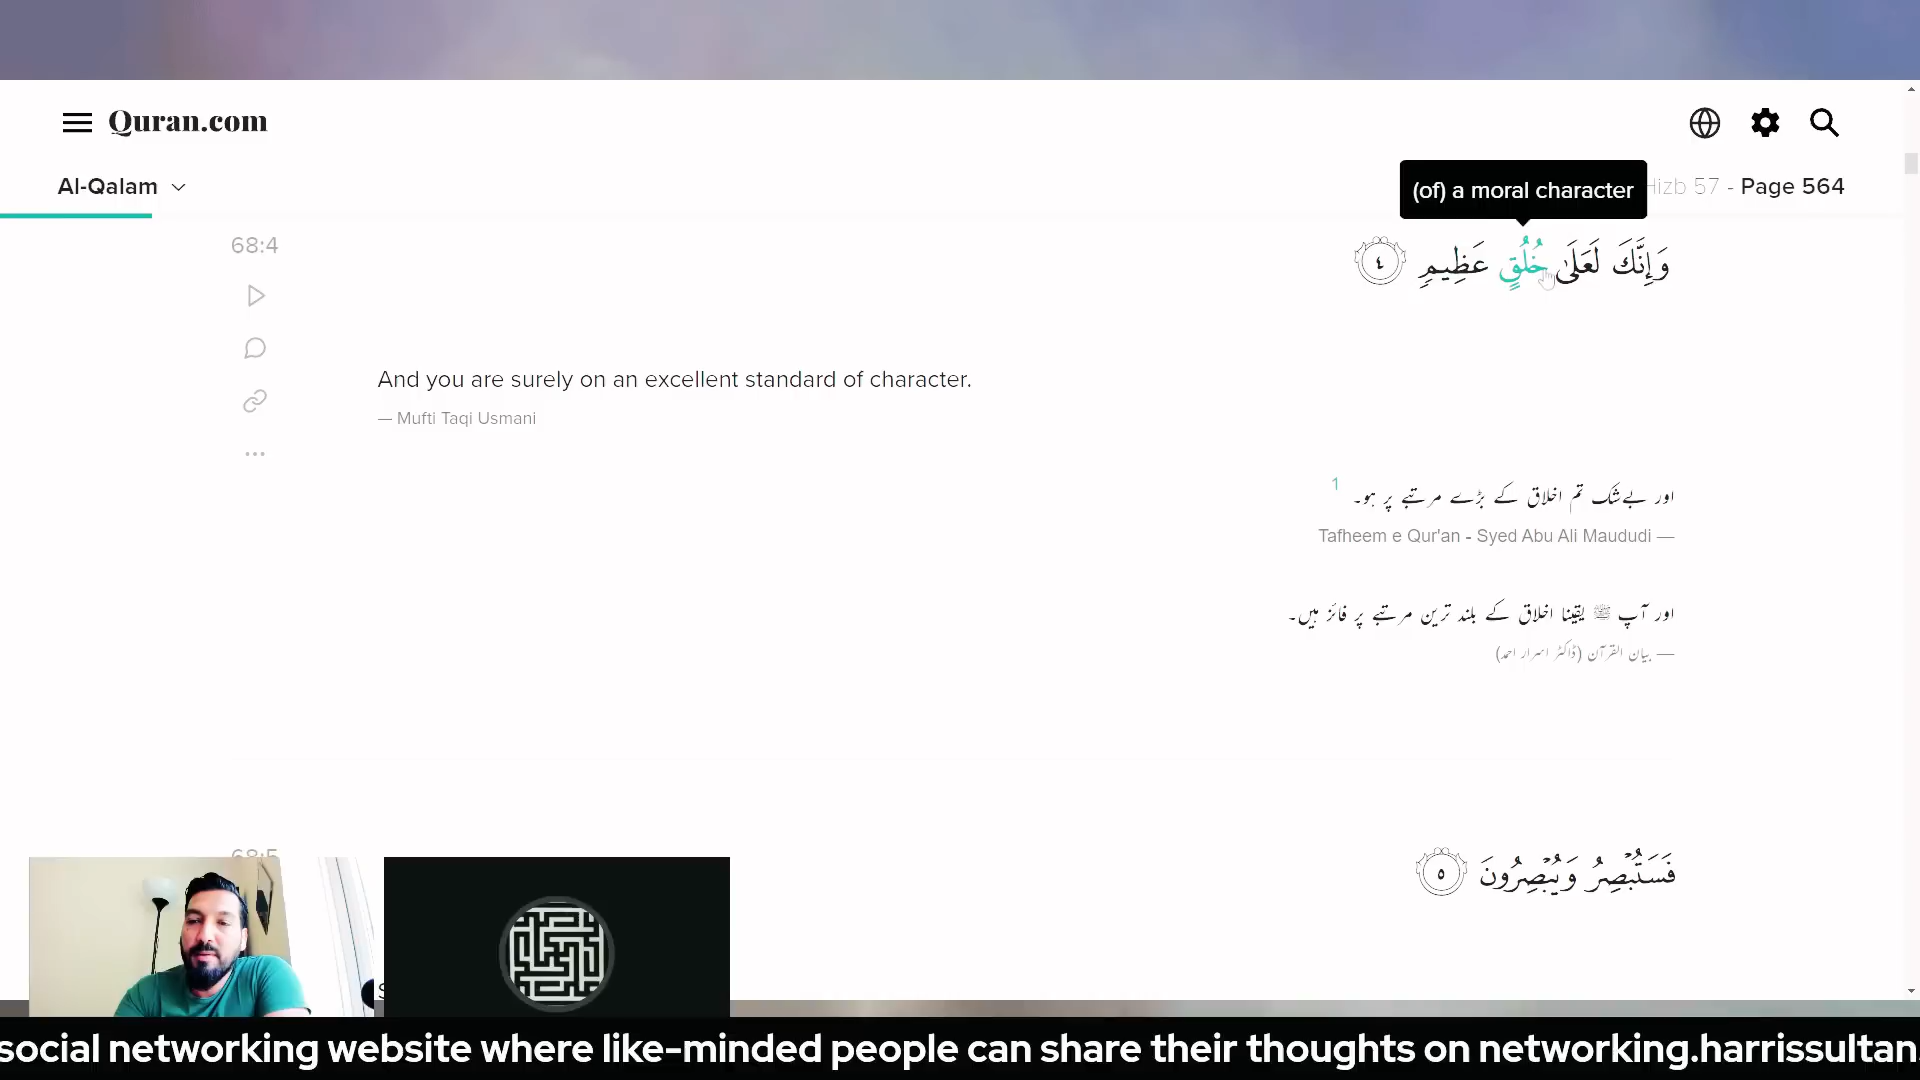 Quran.com
Al-Qalam
(of) a moral character
Hizb 57 - Page 564
68:4
وَإِنَّكَ لَعَلَىٰ خُلُقٍ عَظِيمٍ ٤
And you are surely on an excellent standard of character.
— Mufti Taqi Usmani
اور بےشک تم اخلاق کے بڑے مرتبے پر ہو۔ 1
Tafheem e Qur'an - Syed Abu Ali Maududi —
اور آپ ﷺ یقینا اخلاق کے بلند ترین مرتبے پر فائز ہیں۔
— بیان القرآن (ڈاکٹر اسرار احمد)
68:5
فَسَتُبْصِرُ وَيُبْصِرُونَ ٥
social networking website where like-minded people can share their thoughts on networking.harrissultan.